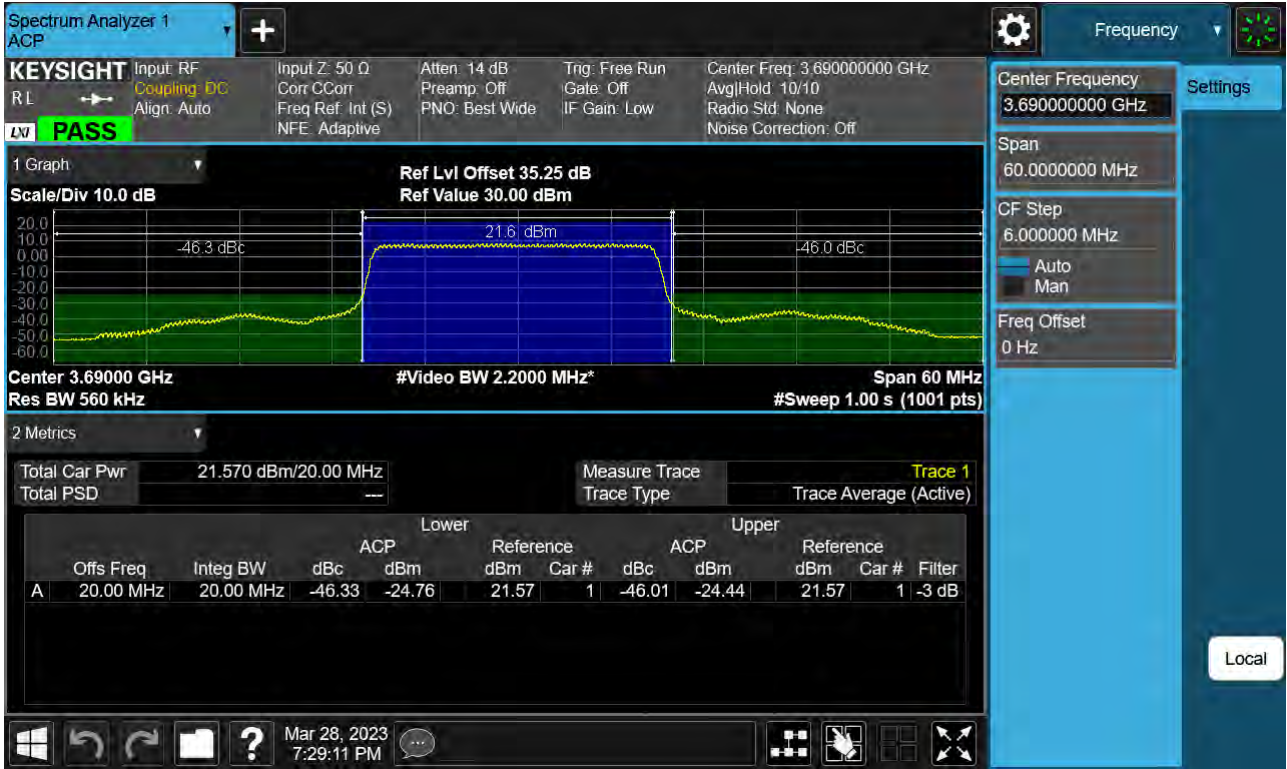 Spectrum Analyzer 1
ACP
Frequency
KEYSIGHT
RL
LXI
PASS
Input: RF
Coupling: DC
Align: Auto
Input Z: 50 Ω
Corr CCorr
Freq Ref: Int (S)
NFE: Adaptive
Atten: 14 dB
Preamp: Off
PNO: Best Wide
Trig: Free Run
Gate: Off
IF Gain: Low
Center Freq: 3.690000000 GHz
Avg|Hold: 10/10
Radio Std: None
Noise Correction: Off
Center Frequency
3.690000000 GHz
Settings
Span
60.0000000 MHz
CF Step
6.000000 MHz
Auto
Man
Freq Offset
0 Hz
1 Graph
Scale/Div 10.0 dB
Ref Lvl Offset 35.25 dB
Ref Value 30.00 dBm
20.0
10.0
0.00
-10.0
-20.0
-30.0
-40.0
-50.0
-60.0
-46.3 dBc
21.6 dBm
-46.0 dBc
Center 3.69000 GHz
#Video BW 2.2000 MHz*
Span 60 MHz
Res BW 560 kHz
#Sweep 1.00 s (1001 pts)
2 Metrics
Total Car Pwr 21.570 dBm/20.00 MHz
Total PSD ---
Measure Trace Trace 1
Trace Type Trace Average (Active)
Lower Upper
ACP Reference ACP Reference
Offs Freq Integ BW dBc dBm dBm Car # dBc dBm dBm Car # Filter
A 20.00 MHz 20.00 MHz -46.33 -24.76 21.57 1 -46.01 -24.44 21.57 1 -3 dB
Local
?
Mar 28, 2023
7:29:11 PM